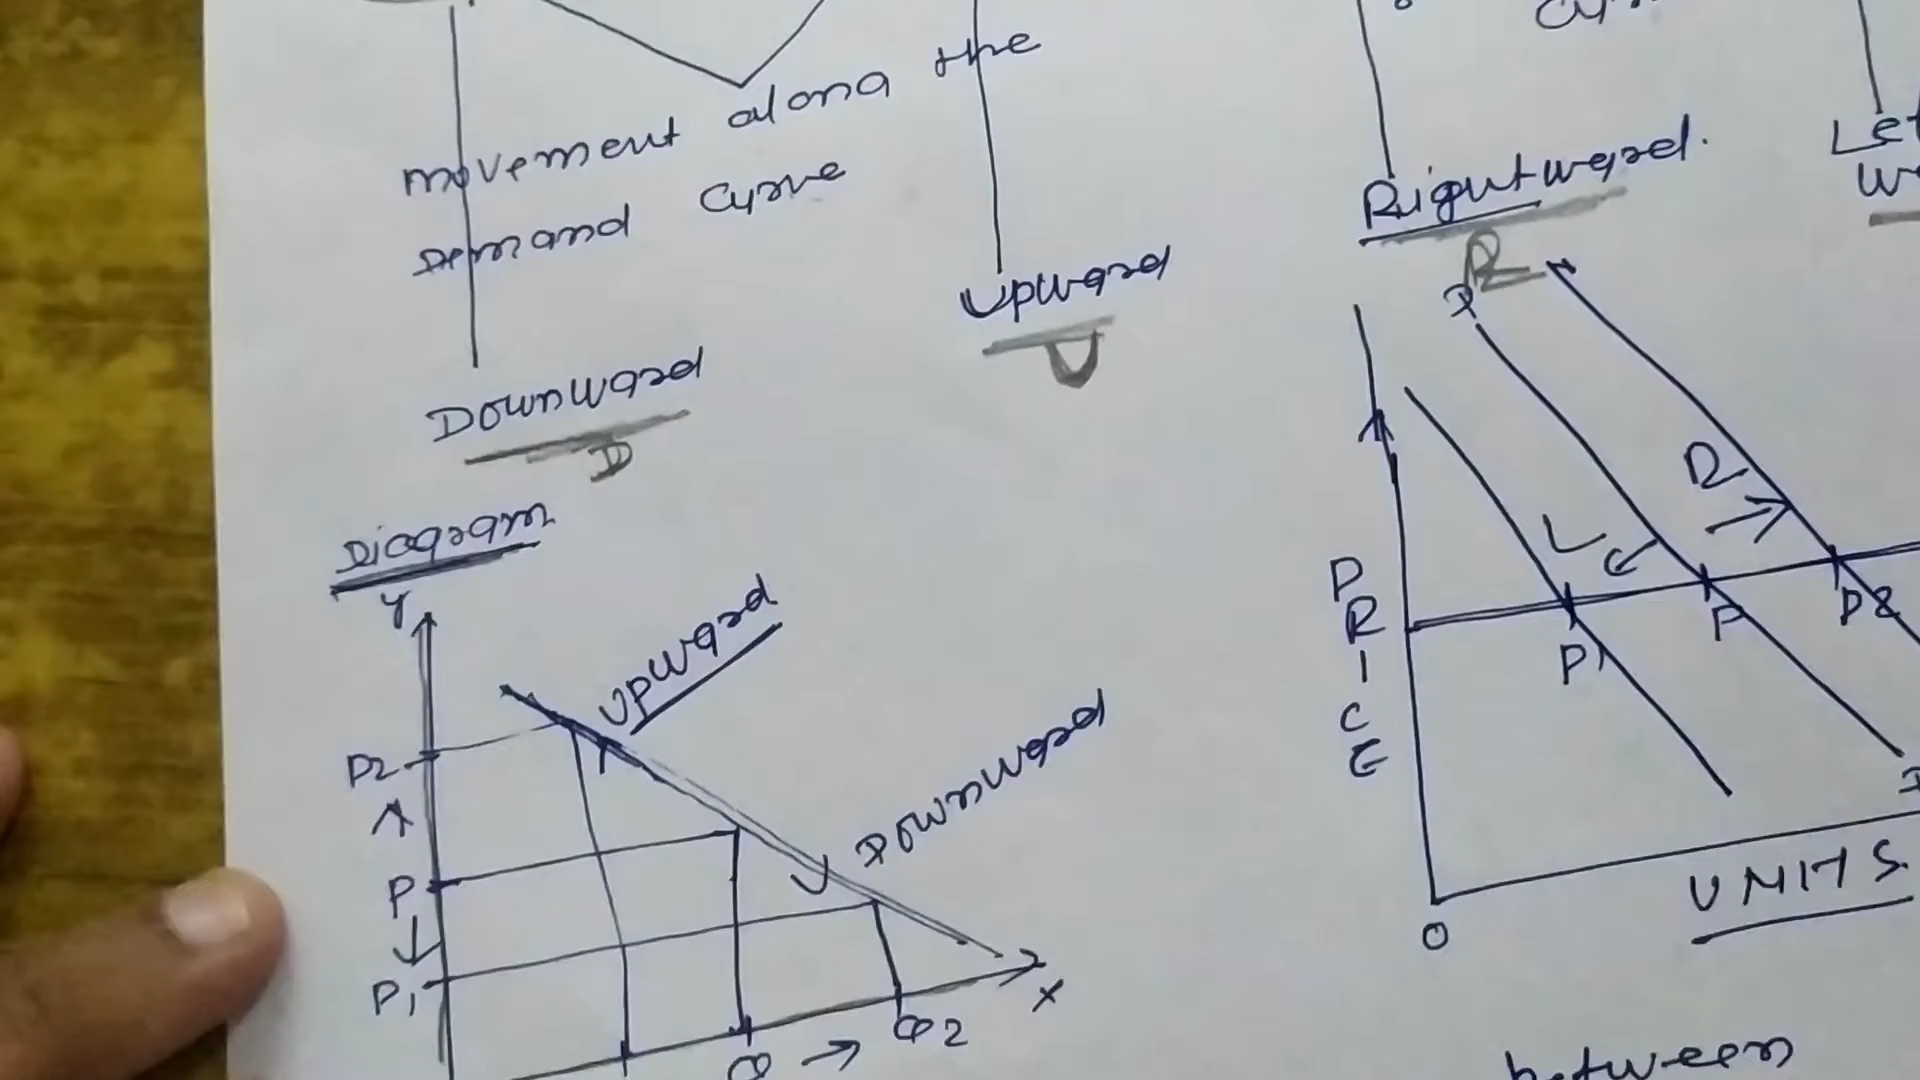 movement along the
Demand Curve
Downward
D
Upward
U
Rightward.
R
Diagram
Y
Upward
Downward
P2
P
P1
Q
Q2
X
D
R
L
PRICE
P1
P
P2
O
UNITS
between